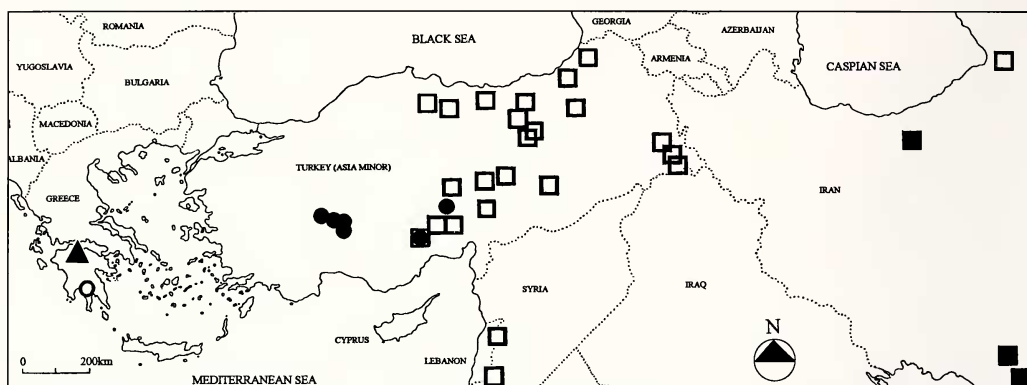 ROMANIA
GEORGIA
AZERBAIJAN
BLACK SEA
YUGOSLAVIA
ARMENIA
CASPIAN SEA
BULGARIA
MACEDONIA
ALBANIA
TURKEY (ASIA MINOR)
IRAN
GREECE
SYRIA
IRAQ
N
CYPRUS
LEBANON
0 200km
MEDITERRANEAN SEA